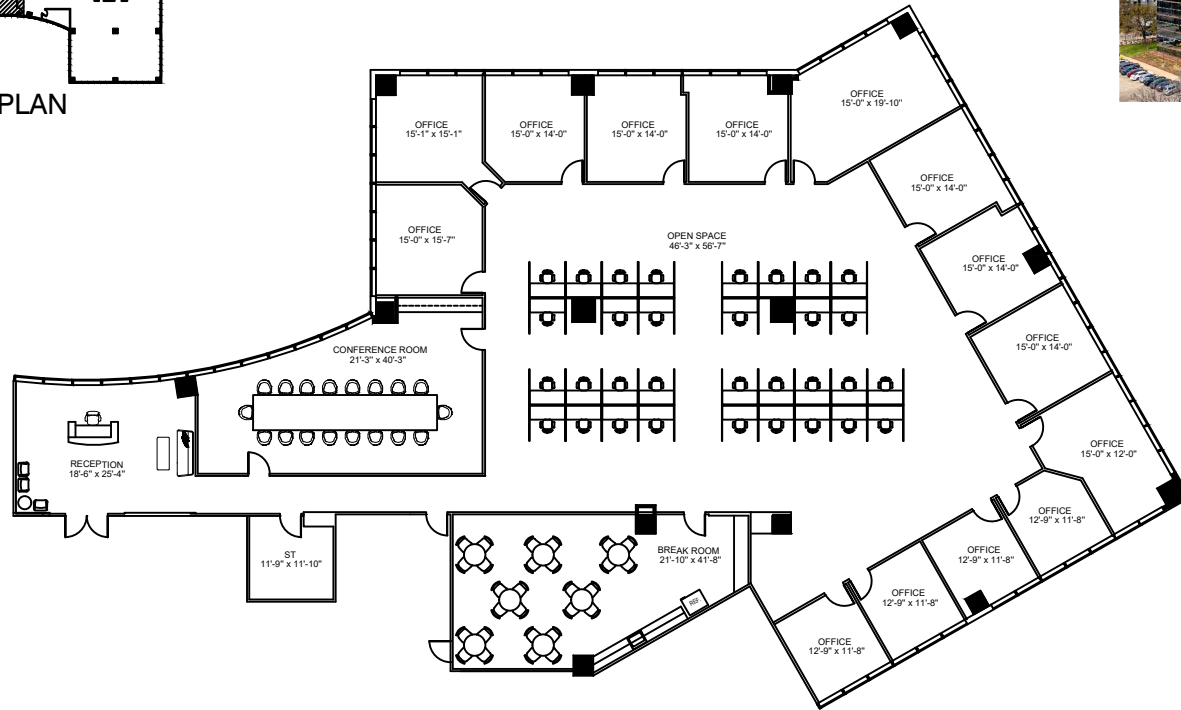 PLAN
OFFICE
15'-0" x 19'-10"
OFFICE
15'-1" x 15'-1"
OFFICE
15'-0" x 14'-0"
OFFICE
15'-0" x 14'-0"
OFFICE
15'-0" x 14'-0"
OFFICE
15'-0" x 14'-0"
OFFICE
15'-0" x 15'-7"
OPEN SPACE
46'-3" x 56'-7"
OFFICE
15'-0" x 14'-0"
OFFICE
15'-0" x 14'-0"
CONFERENCE ROOM
21'-3" x 40'-3"
OFFICE
15'-0" x 12'-0"
RECEPTION
18'-6" x 25'-4"
OFFICE
12'-9" x 11'-8"
ST
11'-9" x 11'-10"
BREAK ROOM
21'-10" x 41'-8"
OFFICE
12'-9" x 11'-8"
OFFICE
12'-9" x 11'-8"
REF.
OFFICE
12'-9" x 11'-8"